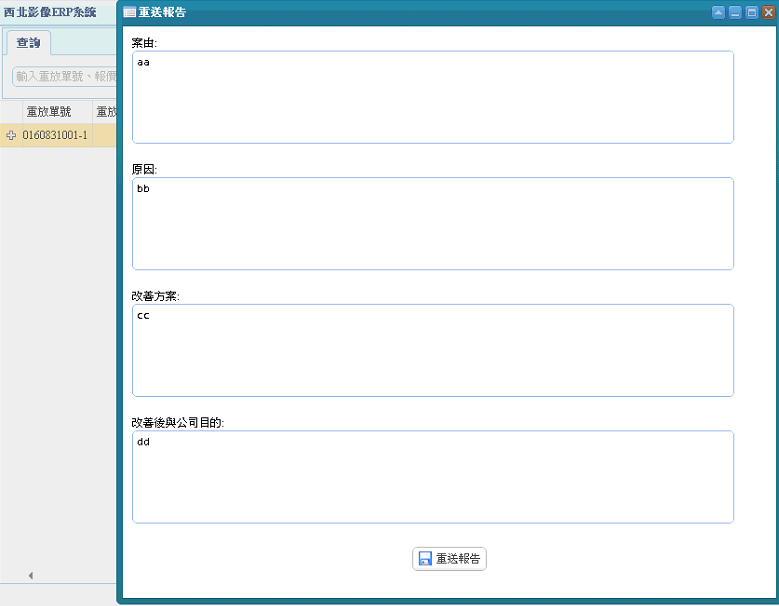 西北影像ERP系統
重送報告
查詢
輸入重放單號、報價
重放單號
重放
0160831001-1
案由:
aa
原因:
bb
改善方案:
cc
改善後與公司目的:
dd
重送報告